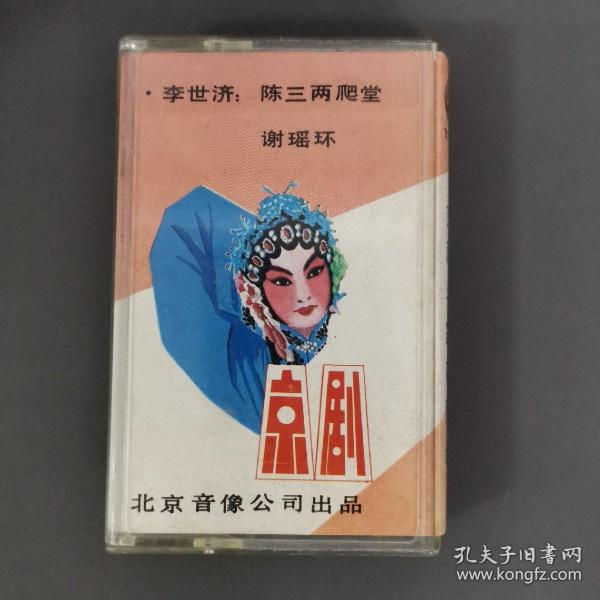 ·李世济：陈三两爬堂
谢瑶环
京剧
北京音像公司出品
孔夫子旧书网
www.kongfz.com